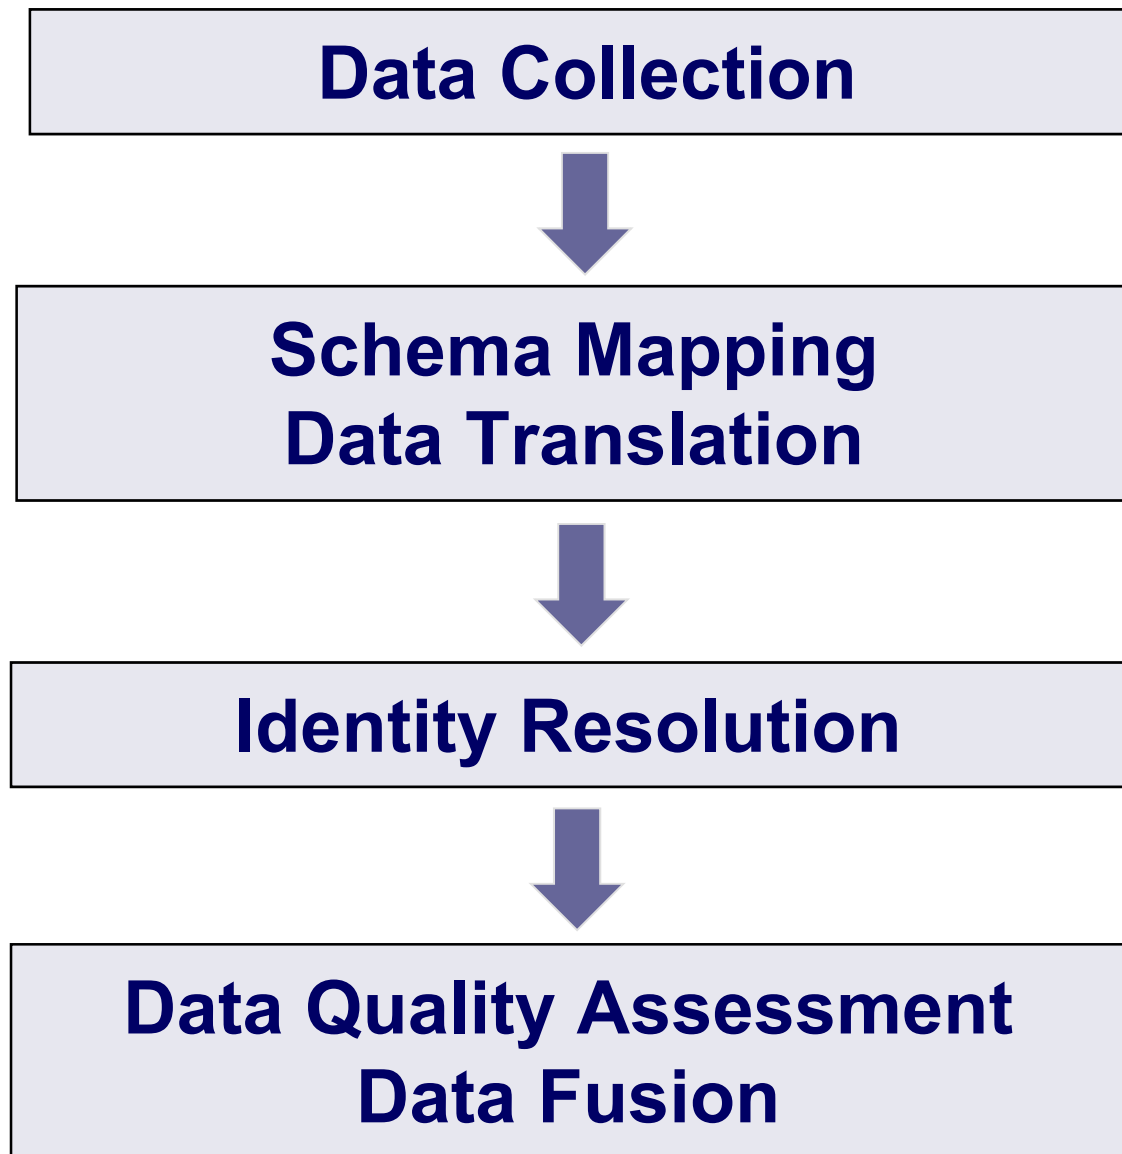 Data Collection
Schema Mapping
Data Translation
Identity Resolution
Data Quality Assessment
Data Fusion